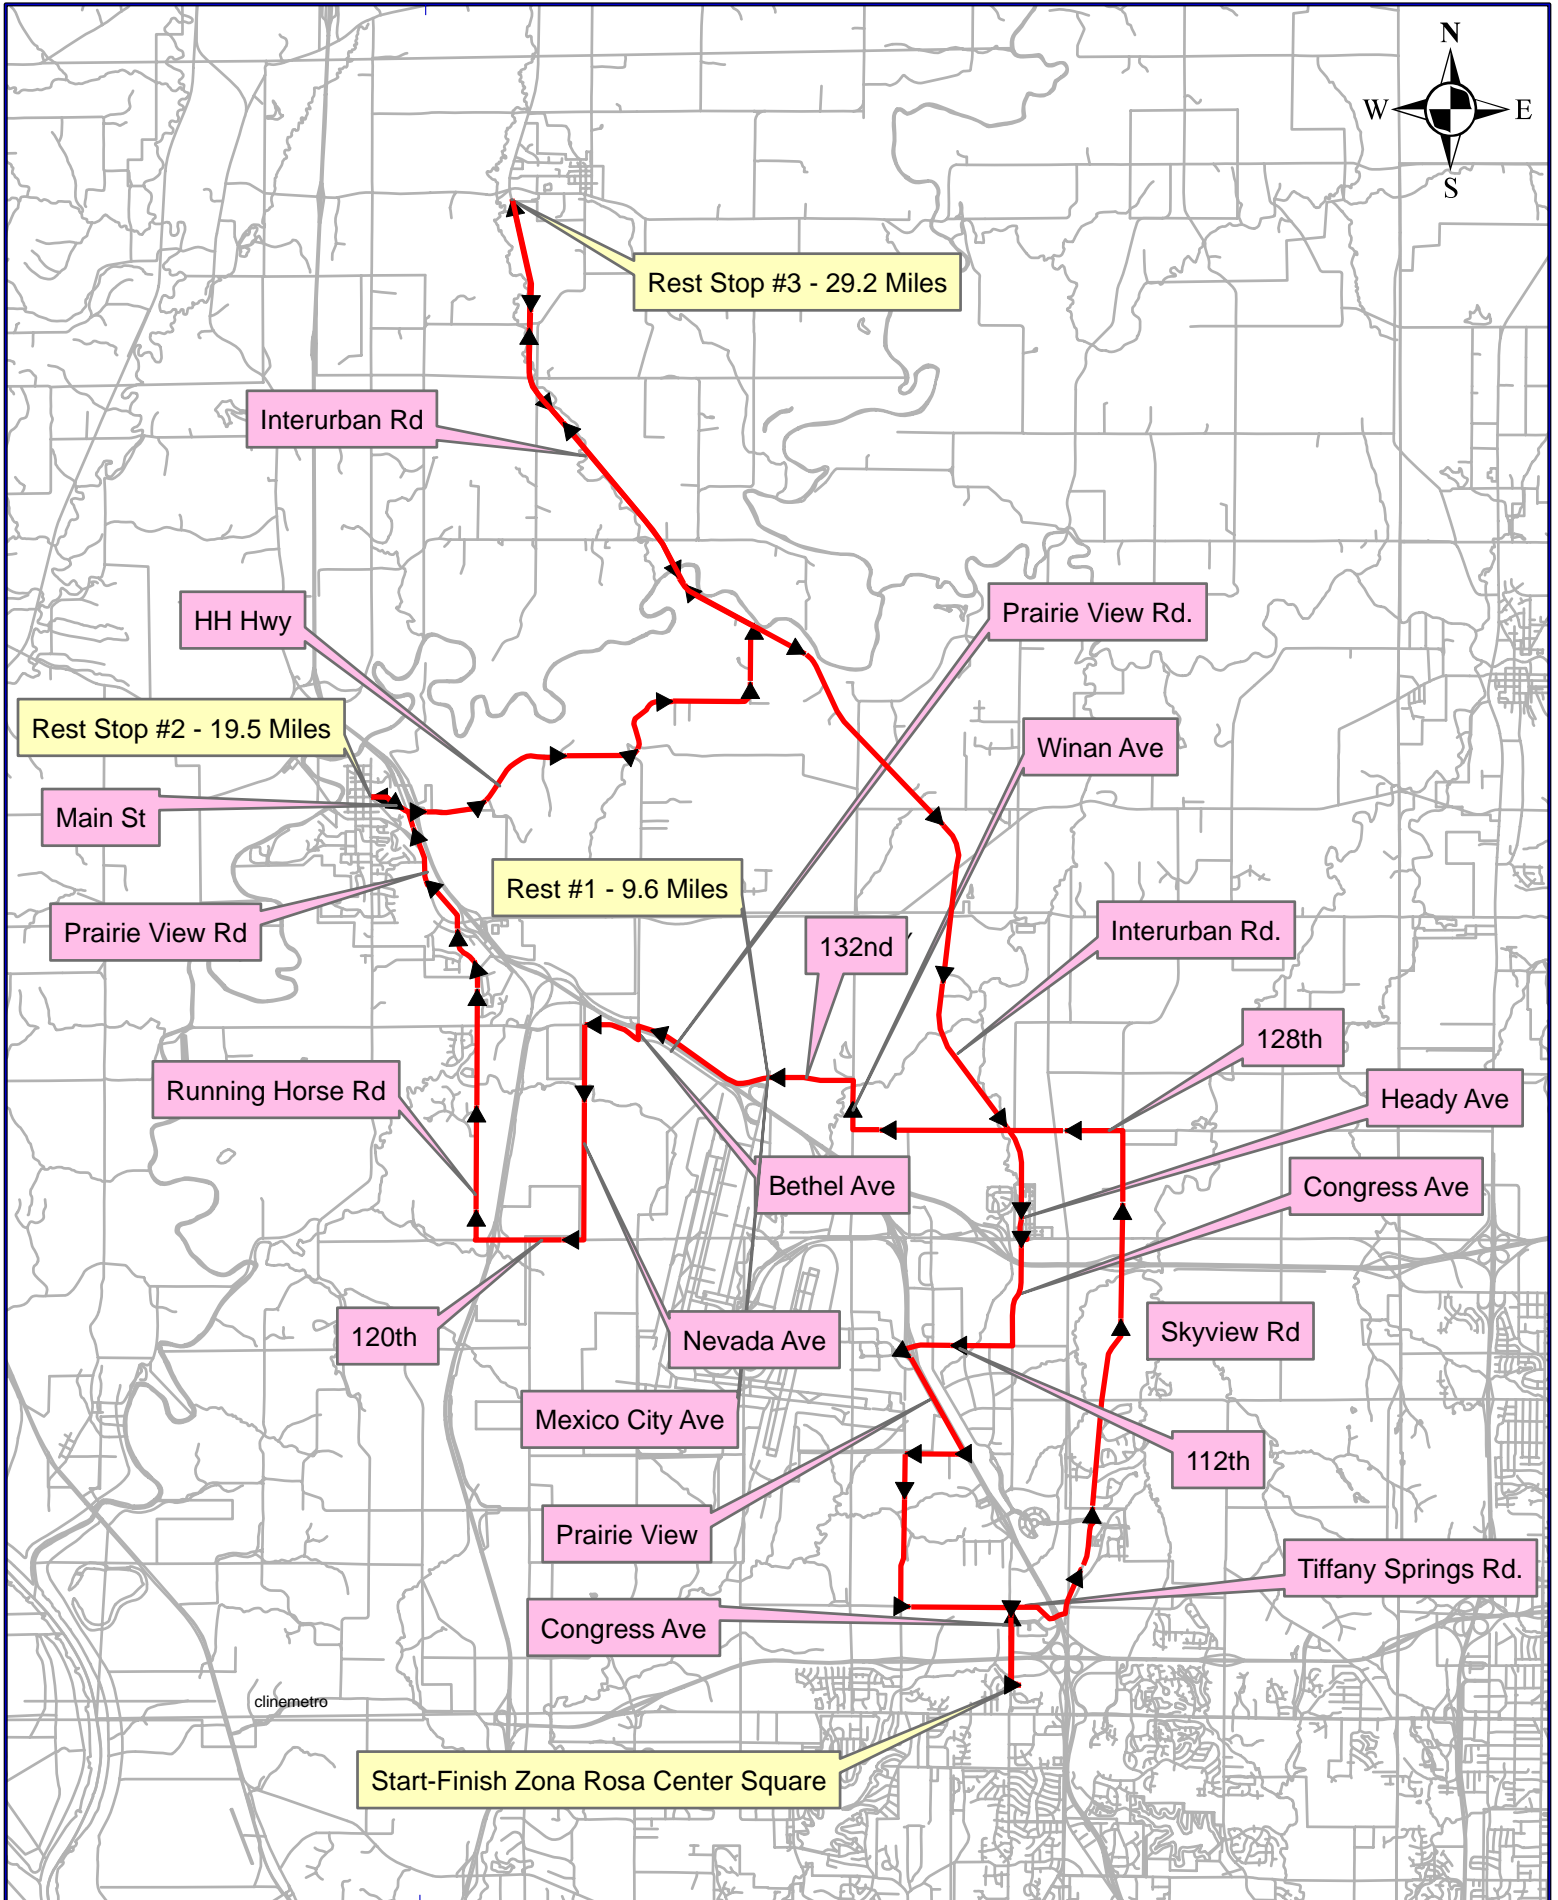 N
W E
S
Rest Stop #3 - 29.2 Miles
Interurban Rd
HH Hwy
Prairie View Rd.
Rest Stop #2 - 19.5 Miles
Winan Ave
Main St
Rest #1 - 9.6 Miles
Prairie View Rd
132nd
Interurban Rd.
128th
Running Horse Rd
Heady Ave
Bethel Ave
Congress Ave
120th
Nevada Ave
Skyview Rd
Mexico City Ave
112th
Prairie View
Tiffany Springs Rd.
Congress Ave
clinemetro
Start-Finish Zona Rosa Center Square